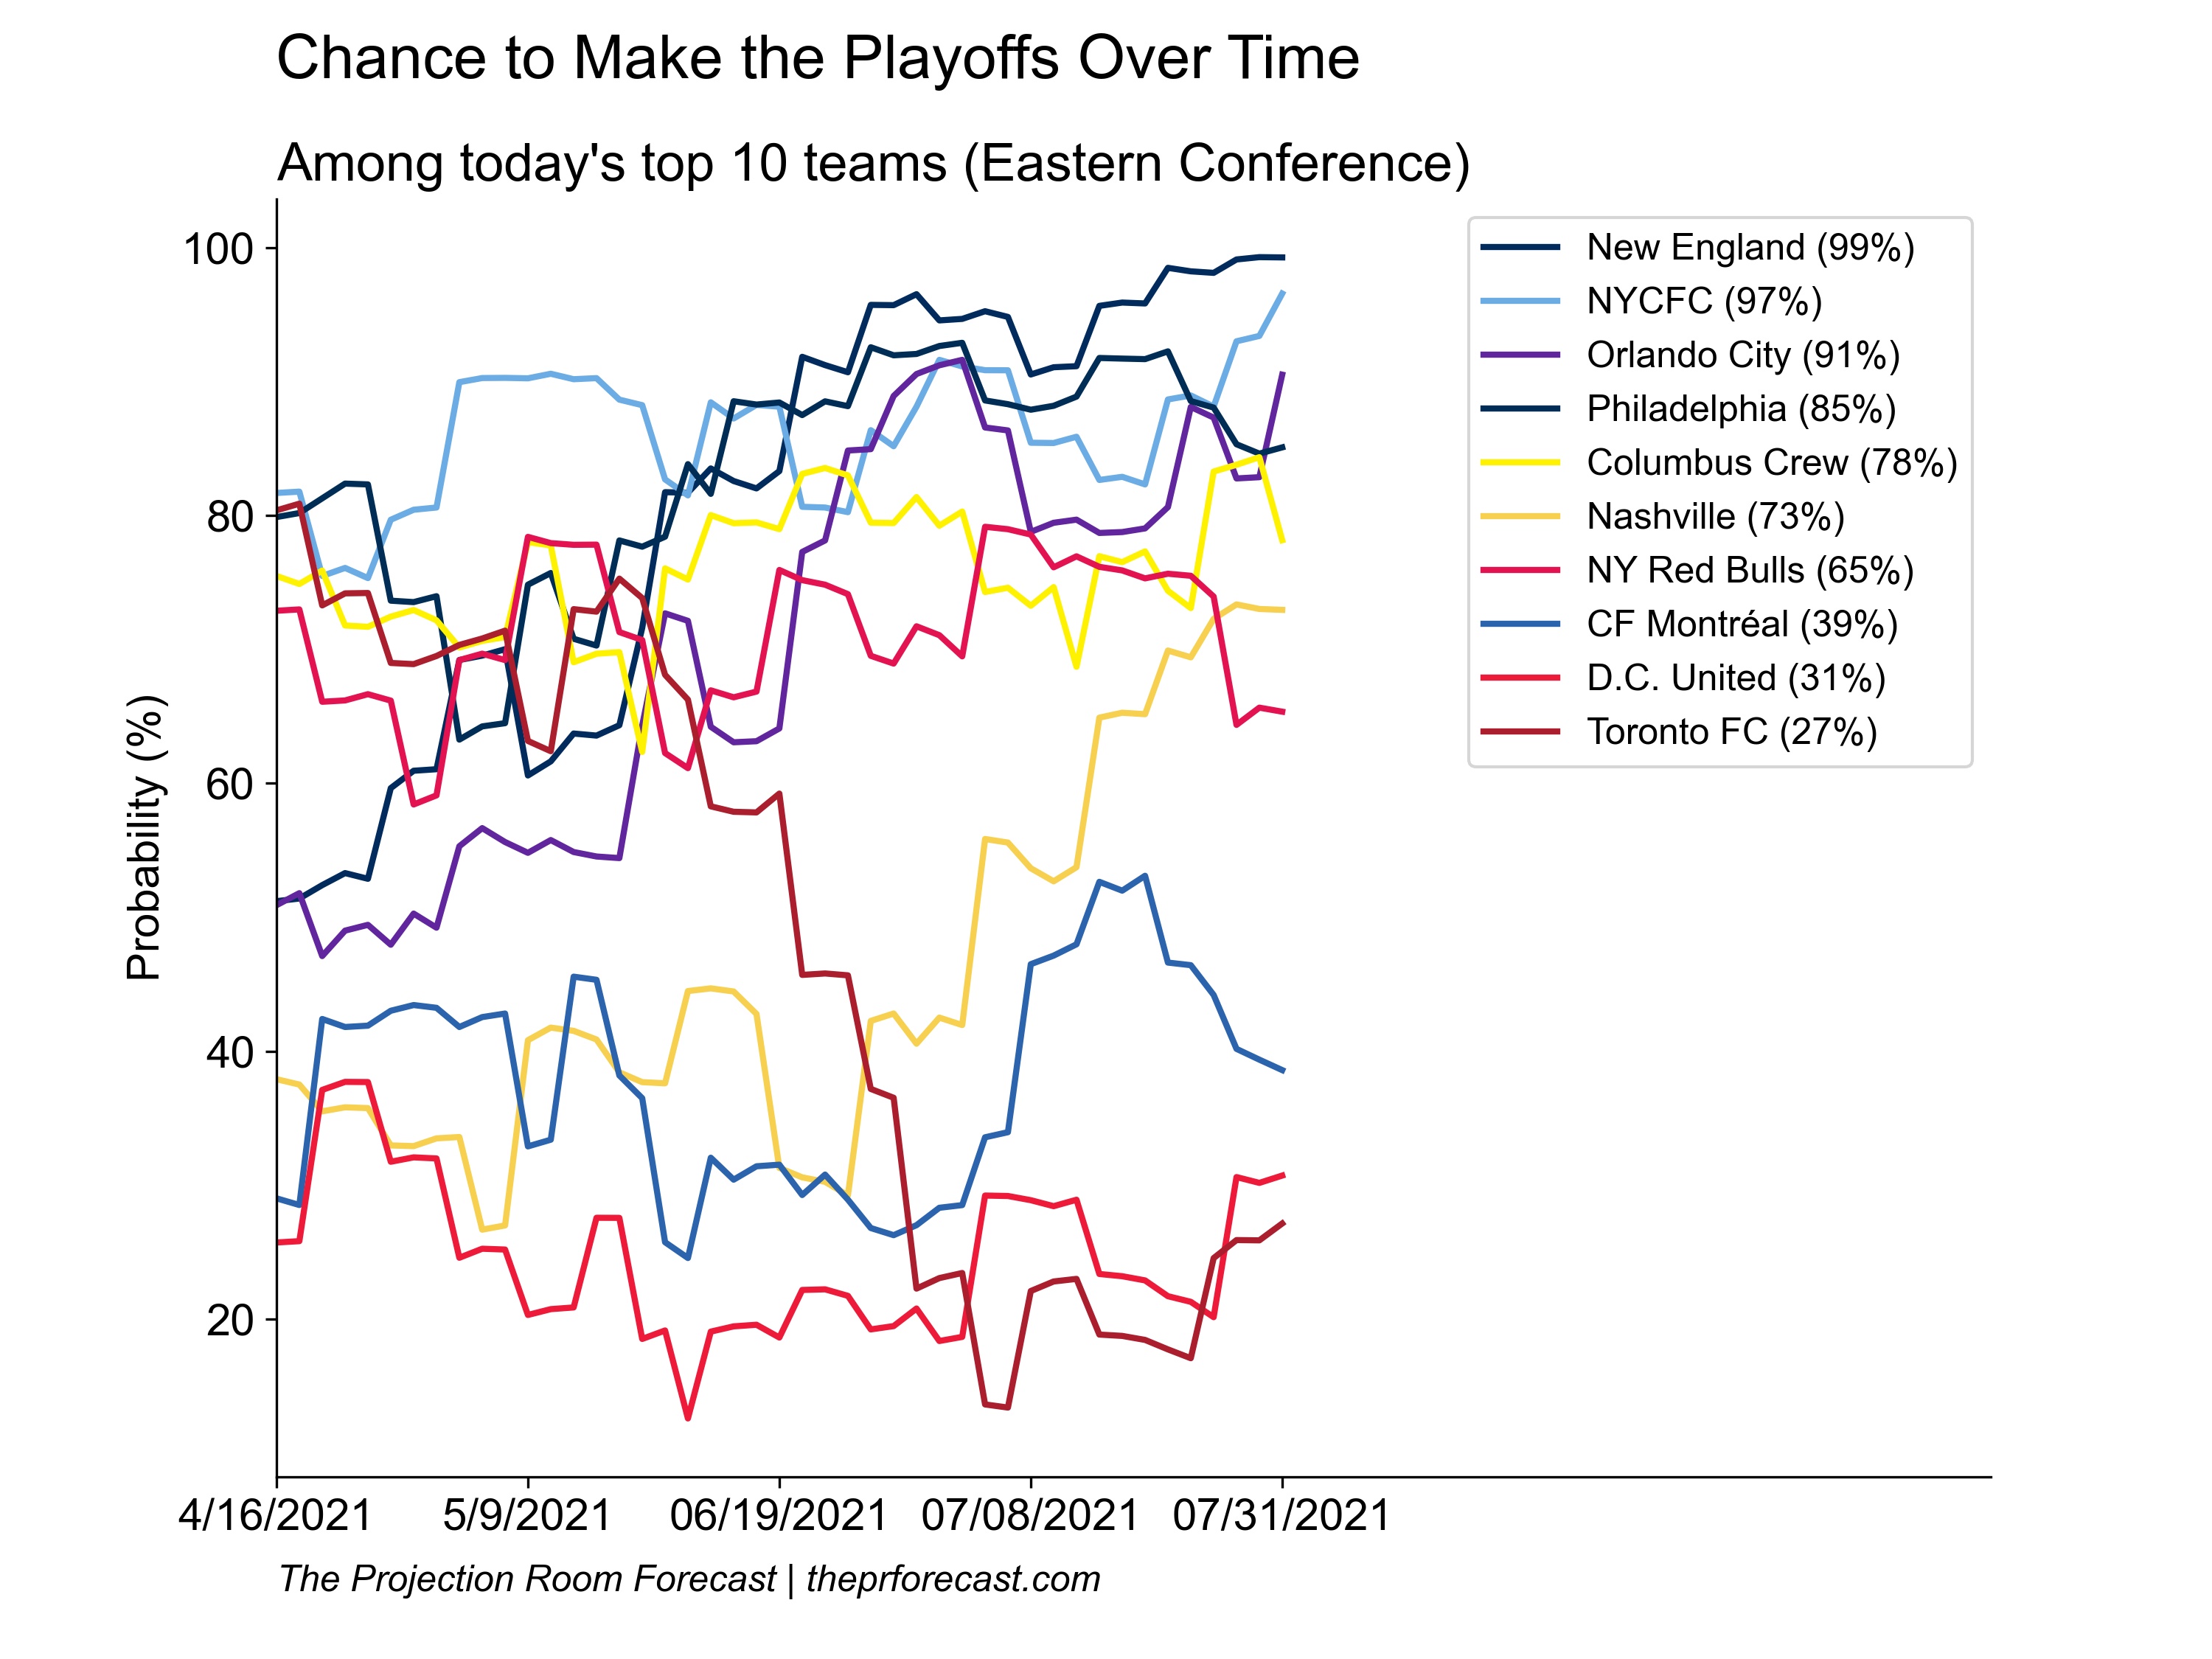 Chance to Make the Playoffs Over Time
Among today's top 10 teams (Eastern Conference)
Probability (%)
100
80
60
40
20
4/16/2021
5/9/2021
06/19/2021
07/08/2021
07/31/2021
New England (99%)
NYCFC (97%)
Orlando City (91%)
Philadelphia (85%)
Columbus Crew (78%)
Nashville (73%)
NY Red Bulls (65%)
CF Montréal (39%)
D.C. United (31%)
Toronto FC (27%)
The Projection Room Forecast | theprforecast.com